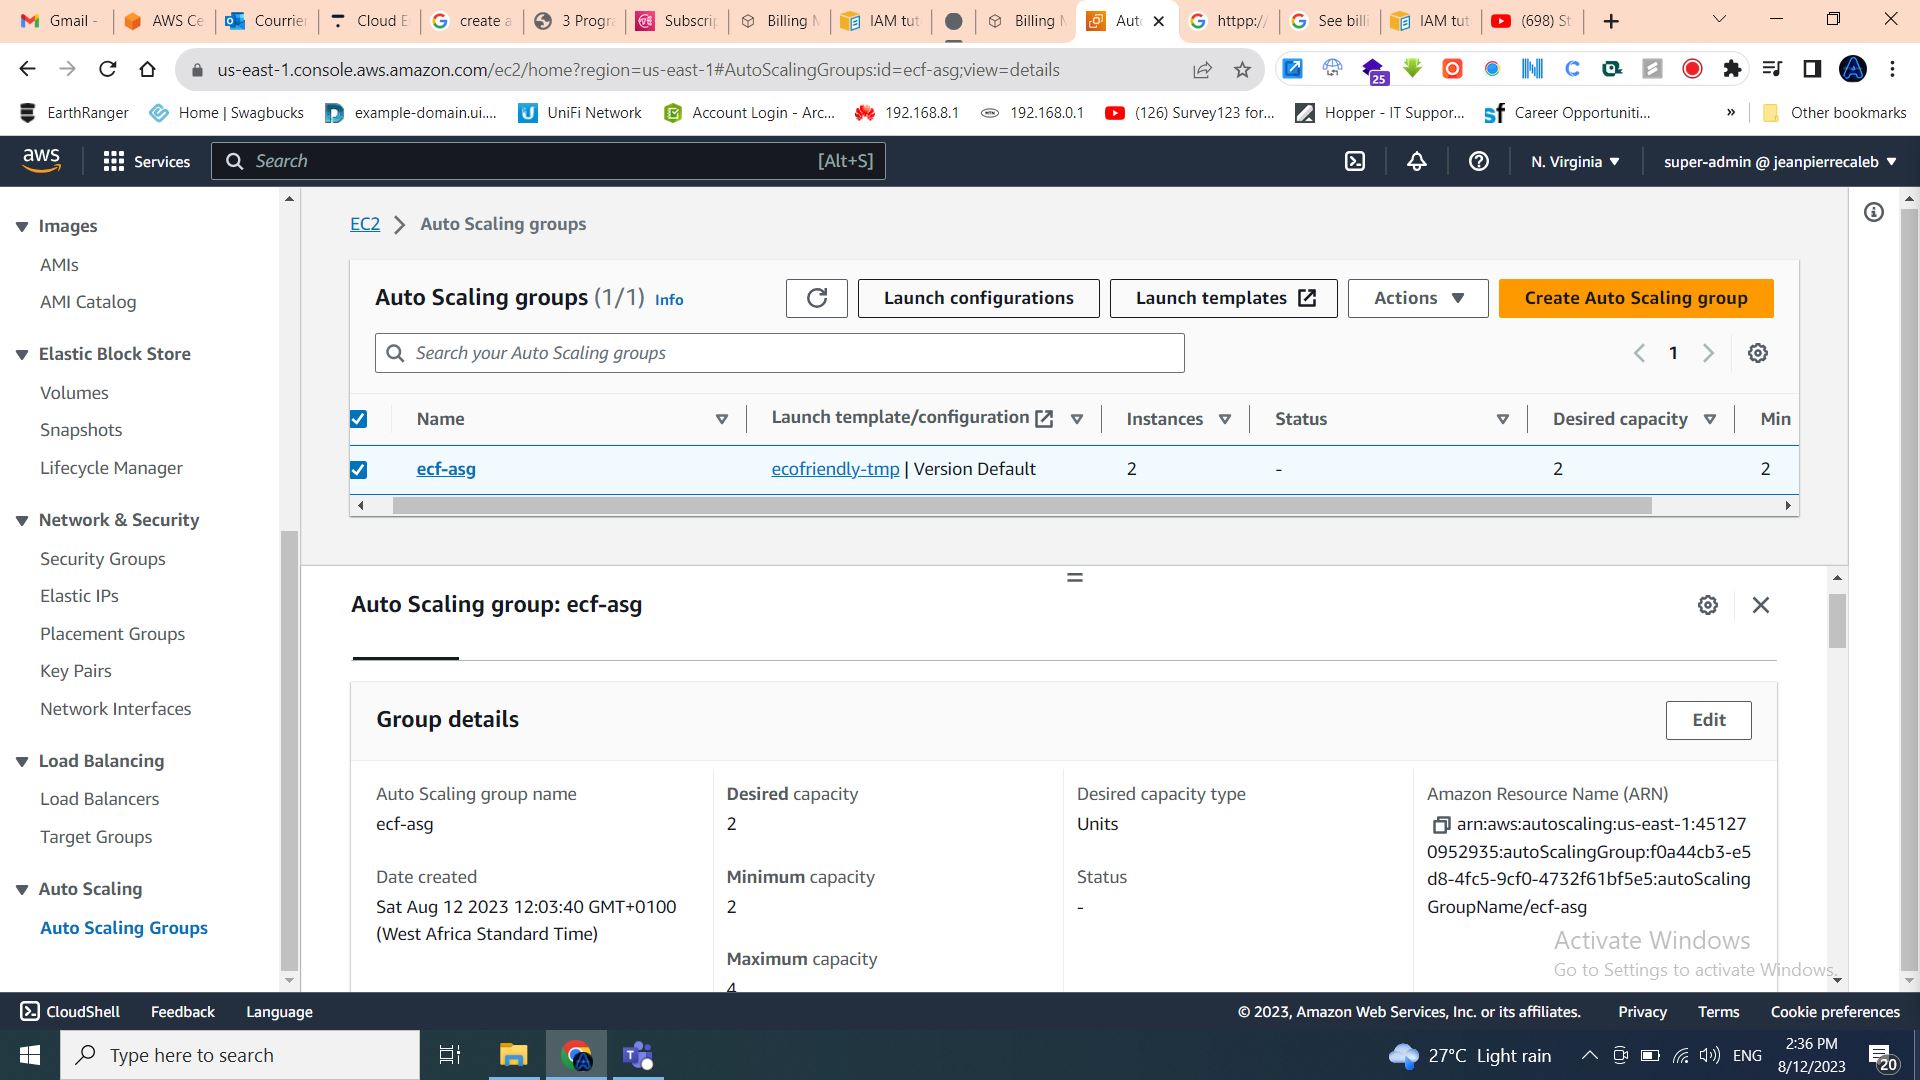 Gmail -
AWS Ce
Courrier
Cloud E
create a
3 Progra
Subscrip
Billing M
IAM tut
Billing M
Aut
httpp://
See billi
IAM tut
(698) St
us-east-1.console.aws.amazon.com/ec2/home?region=us-east-1#AutoScalingGroups:id=ecf-asg;view=details
25
EarthRanger
Home | Swagbucks
example-domain.ui....
UniFi Network
Account Login - Arc...
192.168.8.1
192.168.0.1
(126) Survey123 for...
Hopper - IT Suppor...
Career Opportuniti...
»
Other bookmarks
aws
Services
Search
[Alt+S]
N. Virginia
super-admin @ jeanpierrecaleb
Images
AMIs
AMI Catalog
Elastic Block Store
Volumes
Snapshots
Lifecycle Manager
Network & Security
Security Groups
Elastic IPs
Placement Groups
Key Pairs
Network Interfaces
Load Balancing
Load Balancers
Target Groups
Auto Scaling
Auto Scaling Groups
EC2 > Auto Scaling groups
Auto Scaling groups (1/1) Info
Launch configurations
Launch templates
Actions
Create Auto Scaling group
Search your Auto Scaling groups
1
Name
Launch template/configuration
Instances
Status
Desired capacity
Min
ecf-asg
ecofriendly-tmp | Version Default
2
-
2
2
Auto Scaling group: ecf-asg
Group details
Edit
Auto Scaling group name
ecf-asg
Date created
Sat Aug 12 2023 12:03:40 GMT+0100
(West Africa Standard Time)
Desired capacity
2
Minimum capacity
2
Maximum capacity
4
Desired capacity type
Units
Status
-
Amazon Resource Name (ARN)
arn:aws:autoscaling:us-east-1:45127
0952935:autoScalingGroup:f0a44cb3-e5
d8-4fc5-9cf0-4732f61bf5e5:autoScaling
GroupName/ecf-asg
Activate Windows
Go to Settings to activate Windows.
CloudShell
Feedback
Language
© 2023, Amazon Web Services, Inc. or its affiliates.
Privacy
Terms
Cookie preferences
Type here to search
27°C Light rain
ENG
2:36 PM
8/12/2023
20